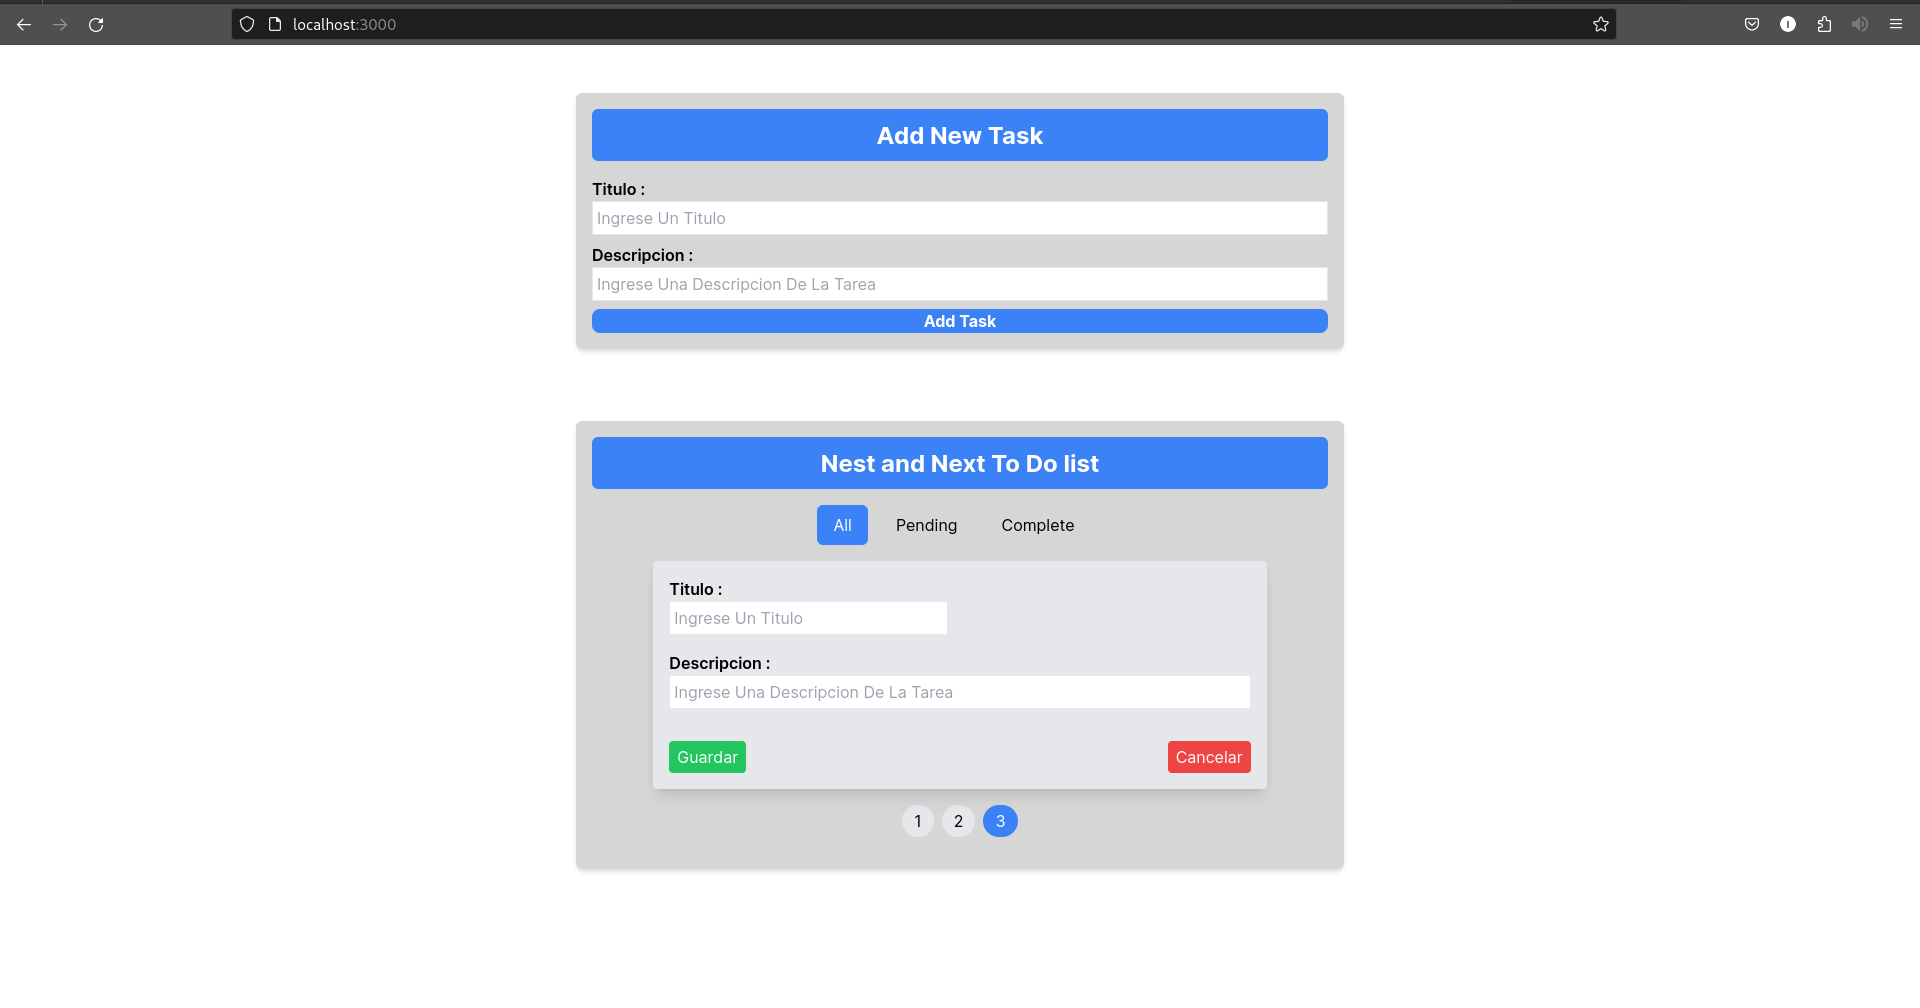 localhost:3000
Add New Task
Titulo :
Ingrese Un Titulo
Descripcion :
Ingrese Una Descripcion De La Tarea
Add Task
Nest and Next To Do list
All Pending Complete
Titulo :
Ingrese Un Titulo
Descripcion :
Ingrese Una Descripcion De La Tarea
Guardar Cancelar
1 2 3